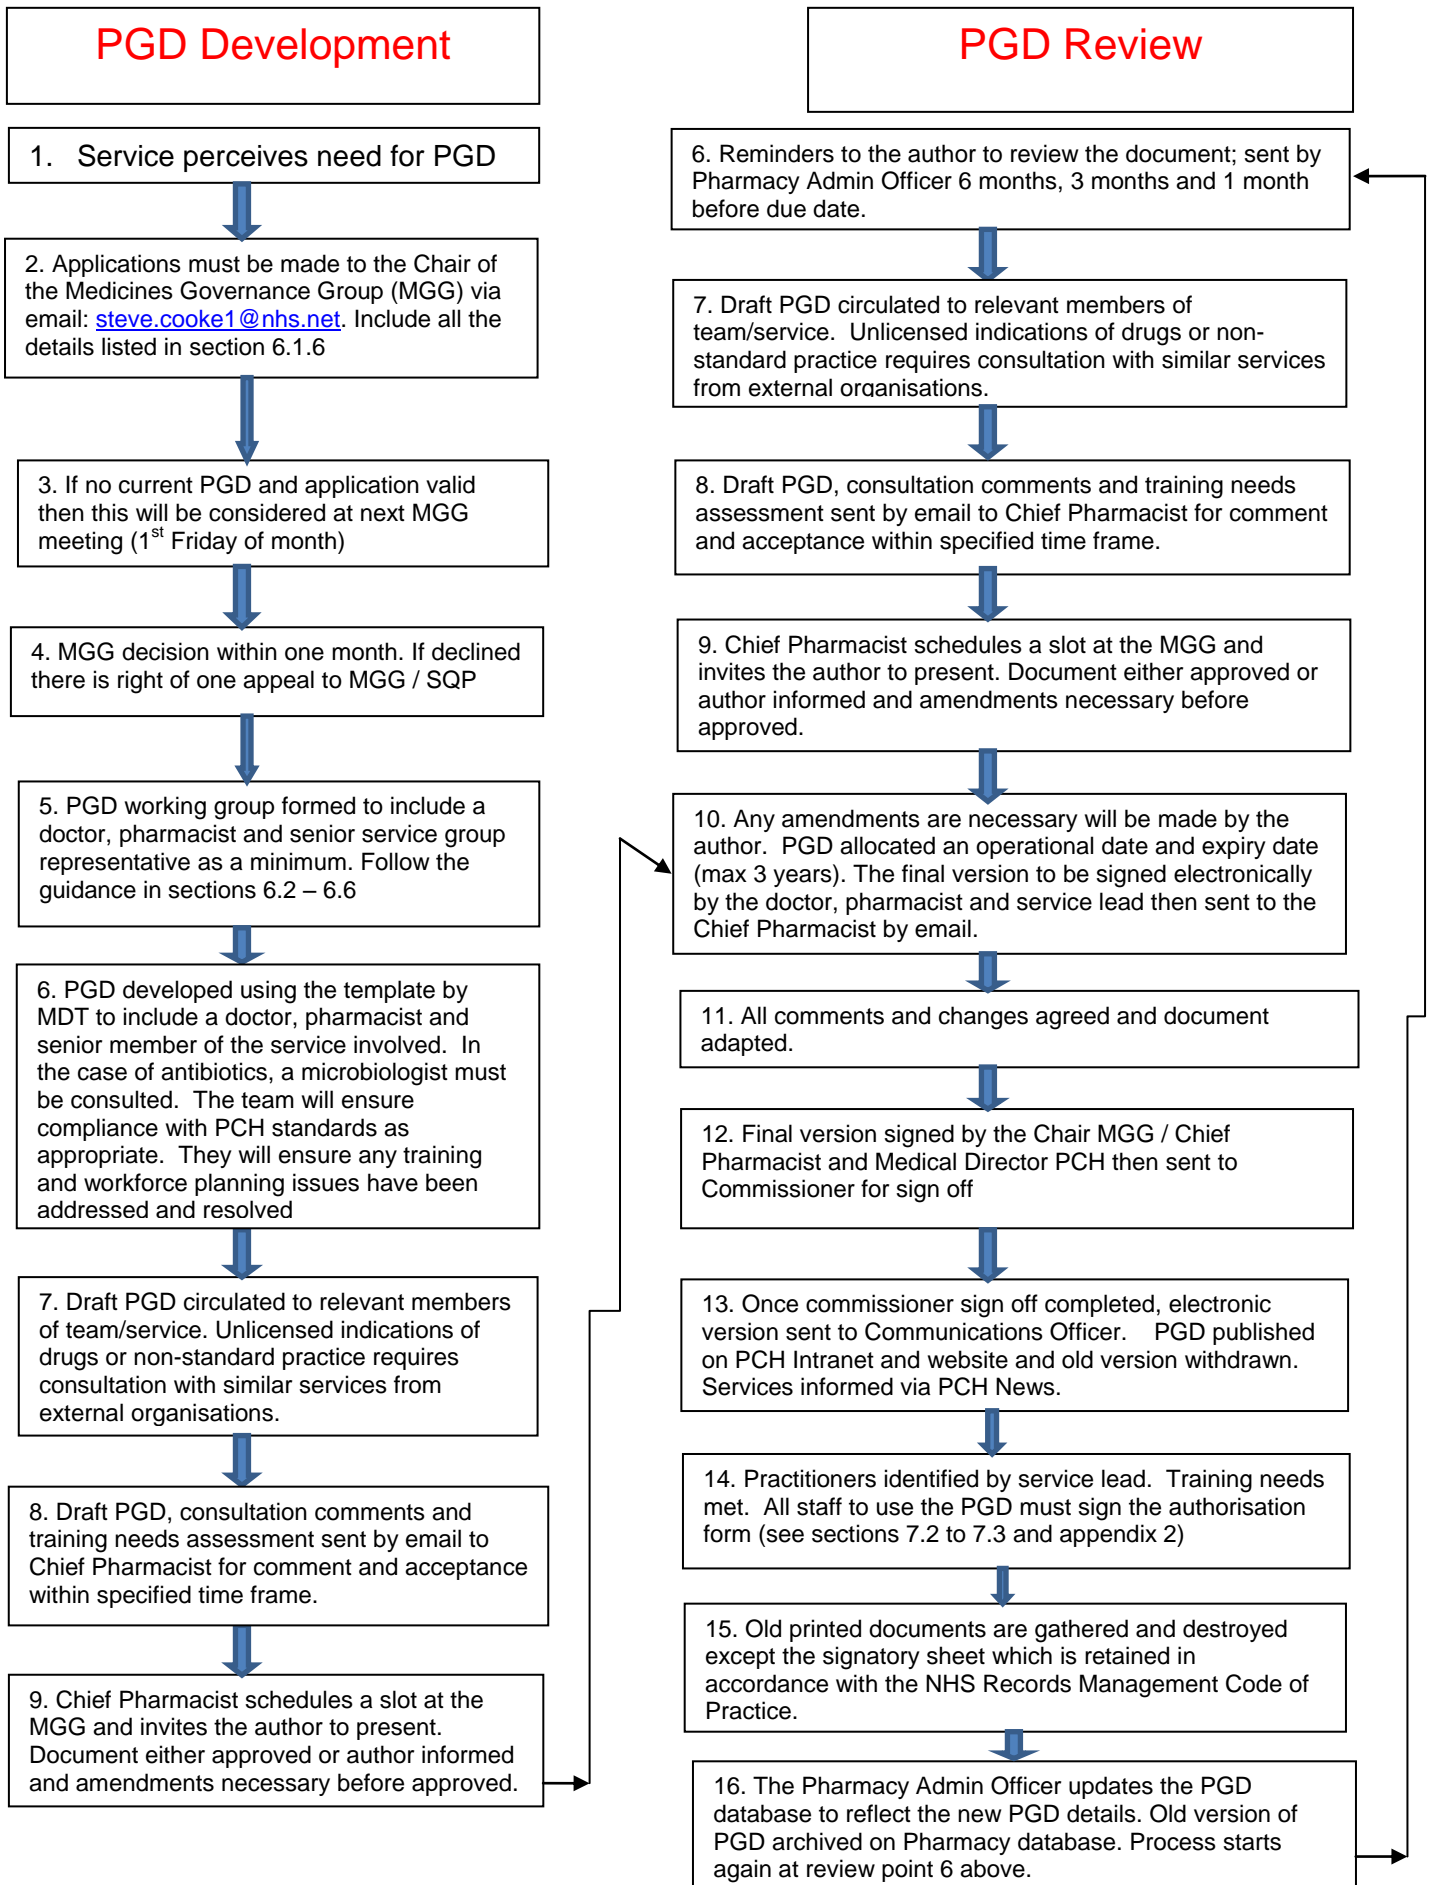 PGD Development
1. Service perceives need for PGD
2. Applications must be made to the Chair of
the Medicines Governance Group (MGG) via
email: steve.cooke1@nhs.net. Include all the
details listed in section 6.1.6
3. If no current PGD and application valid
then this will be considered at next MGG
meeting (1st Friday of month)
4. MGG decision within one month. If declined
there is right of one appeal to MGG / SQP
5. PGD working group formed to include a
doctor, pharmacist and senior service group
representative as a minimum. Follow the
guidance in sections 6.2 – 6.6
6. PGD developed using the template by
MDT to include a doctor, pharmacist and
senior member of the service involved. In
the case of antibiotics, a microbiologist must
be consulted. The team will ensure
compliance with PCH standards as
appropriate. They will ensure any training
and workforce planning issues have been
addressed and resolved
7. Draft PGD circulated to relevant members
of team/service. Unlicensed indications of
drugs or non-standard practice requires
consultation with similar services from
external organisations.
8. Draft PGD, consultation comments and
training needs assessment sent by email to
Chief Pharmacist for comment and acceptance
within specified time frame.
9. Chief Pharmacist schedules a slot at the
MGG and invites the author to present.
Document either approved or author informed
and amendments necessary before approved.
PGD Review
6. Reminders to the author to review the document; sent by
Pharmacy Admin Officer 6 months, 3 months and 1 month
before due date.
7. Draft PGD circulated to relevant members of
team/service. Unlicensed indications of drugs or non-
standard practice requires consultation with similar services
from external organisations.
8. Draft PGD, consultation comments and training needs
assessment sent by email to Chief Pharmacist for comment
and acceptance within specified time frame.
9. Chief Pharmacist schedules a slot at the MGG and
invites the author to present. Document either approved or
author informed and amendments necessary before
approved.
10. Any amendments are necessary will be made by the
author. PGD allocated an operational date and expiry date
(max 3 years). The final version to be signed electronically
by the doctor, pharmacist and service lead then sent to the
Chief Pharmacist by email.
11. All comments and changes agreed and document
adapted.
12. Final version signed by the Chair MGG / Chief
Pharmacist and Medical Director PCH then sent to
Commissioner for sign off
13. Once commissioner sign off completed, electronic
version sent to Communications Officer. PGD published
on PCH Intranet and website and old version withdrawn.
Services informed via PCH News.
14. Practitioners identified by service lead. Training needs
met. All staff to use the PGD must sign the authorisation
form (see sections 7.2 to 7.3 and appendix 2)
15. Old printed documents are gathered and destroyed
except the signatory sheet which is retained in
accordance with the NHS Records Management Code of
Practice.
16. The Pharmacy Admin Officer updates the PGD
database to reflect the new PGD details. Old version of
PGD archived on Pharmacy database. Process starts
again at review point 6 above.